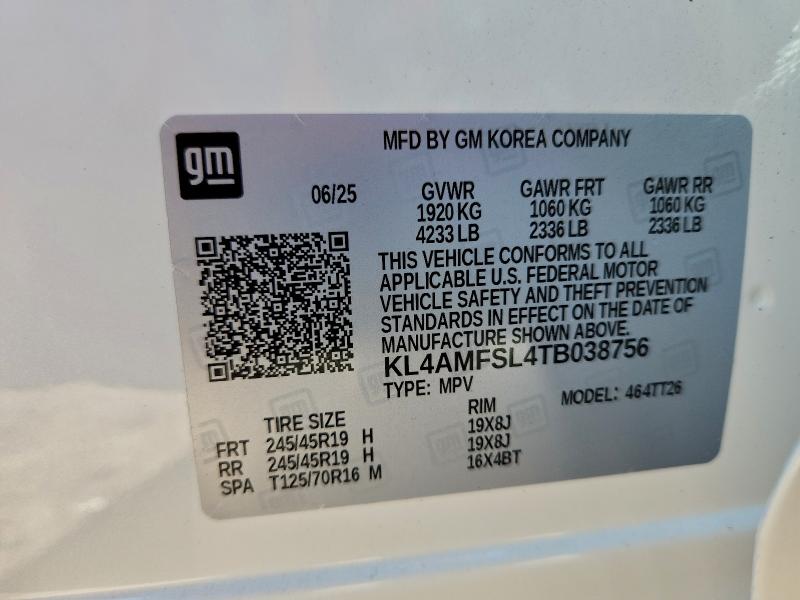 gm
MFD BY GM KOREA COMPANY
06/25
GVWR GAWR FRT GAWR RR
1920 KG 1060 KG 1060 KG
4233 LB 2336 LB 2336 LB
THIS VEHICLE CONFORMS TO ALL
APPLICABLE U.S. FEDERAL MOTOR
VEHICLE SAFETY AND THEFT PREVENTION
STANDARDS IN EFFECT ON THE DATE OF
MANUFACTURE SHOWN ABOVE.
KL4AMFSL4TB038756
TYPE: MPV MODEL: 464TT26
TIRE SIZE RIM
FRT 245/45R19 H 19X8J
RR 245/45R19 H 19X8J
SPA T125/70R16 M 16X4BT